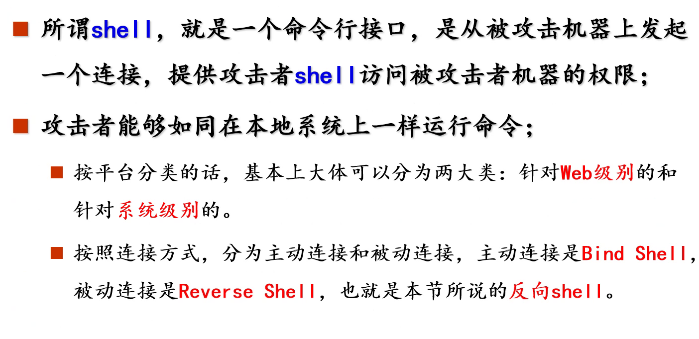 所谓shell，就是一个命令行接口，是从被攻击机器上发起
一个连接，提供攻击者shell访问被攻击者机器的权限；
攻击者能够如同在本地系统上一样运行命令；
按平台分类的话，基本上大体可以分为两大类：针对Web级别的和
针对系统级别的。
按照连接方式，分为主动连接和被动连接，主动连接是Bind Shell，
被动连接是Reverse Shell，也就是本节所说的反向shell。